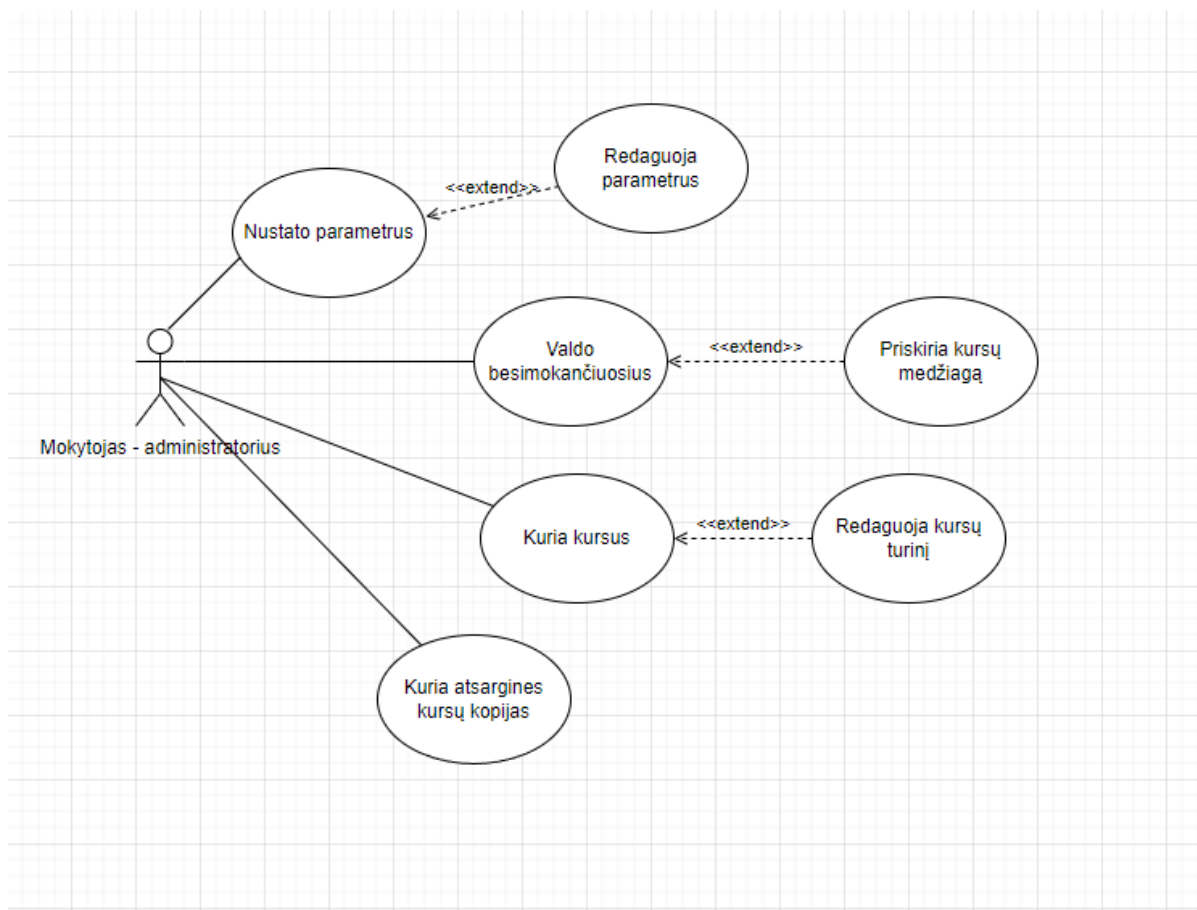 Redaguoja
parametrus
<<extend>>
Nustato parametrus
Valdo
besimokančiuosius
<<extend>>
Priskiria kursų
medžiagą
Mokytojas - administratorius
Kuria kursus
<<extend>>
Redaguoja kursų
turinį
Kuria atsargines
kursų kopijas